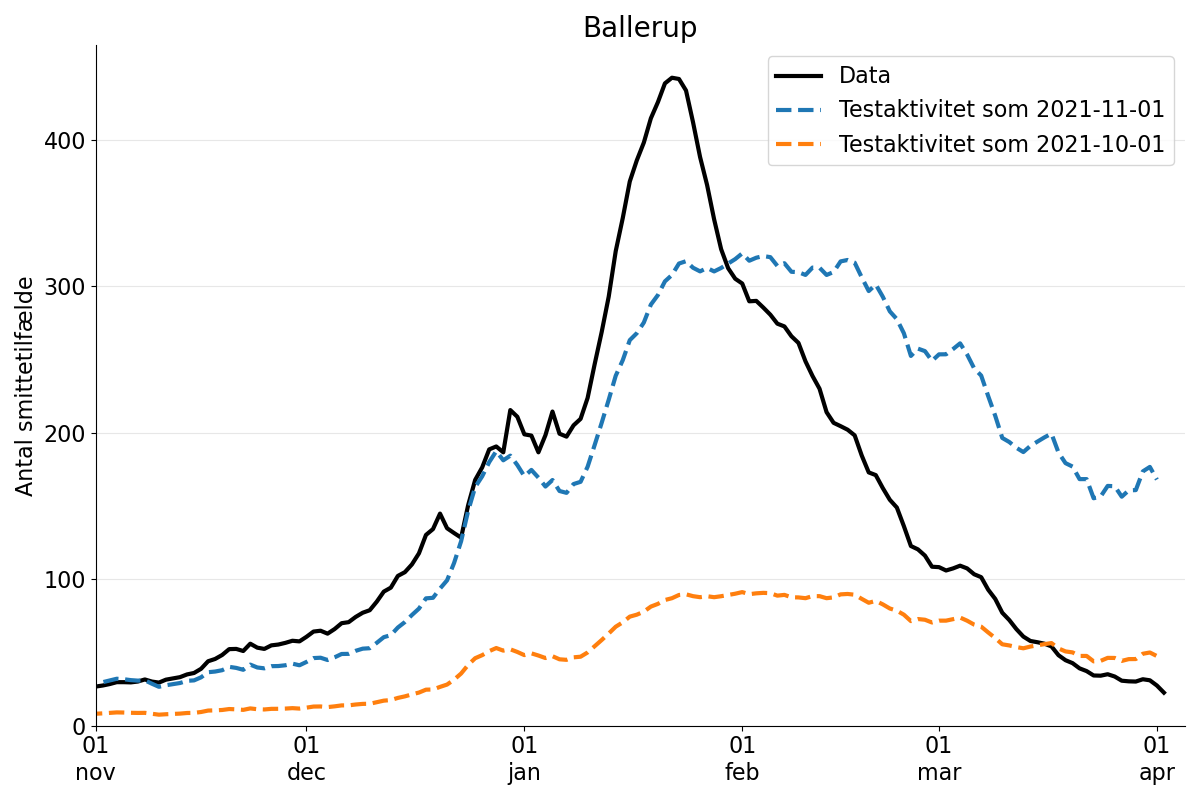 Ballerup
Data
Testaktivitet som 2021-11-01
Testaktivitet som 2021-10-01
Antal smittetilfælde
400
300
200
100
0
01 01 01 01 01 01
nov dec jan feb mar apr